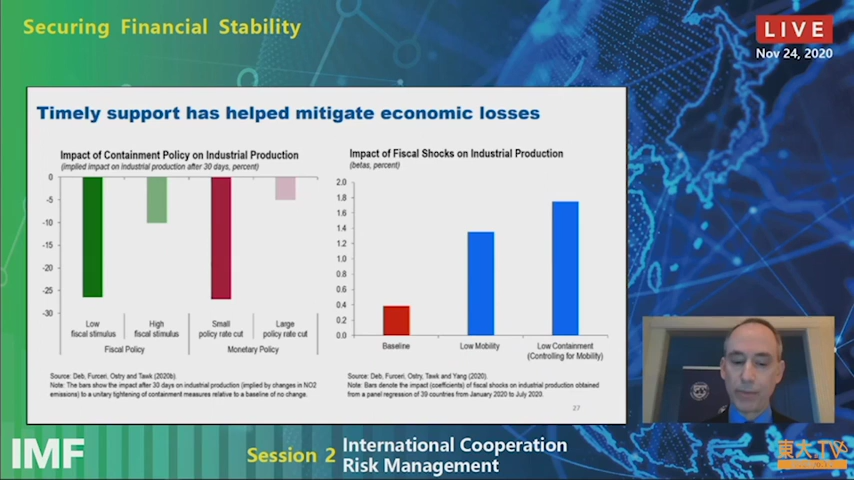 Securing Financial Stability
LIVE
Nov 24, 2020
Timely support has helped mitigate economic losses
Impact of Containment Policy on Industrial Production
(implied impact on industrial production after 30 days, percent)
0
-5
-10
-15
-20
-25
-30
Low
fiscal stimulus
High
fiscal stimulus
Small
policy rate cut
Large
policy rate cut
Fiscal Policy
Monetary Policy
Source: Deb, Furceri, Ostry and Tawk (2020b).
Note: The bars show the impact after 30 days on industrial production (implied by changes in NO2
emissions) to a unitary tightening of containment measures relative to a baseline of no change.
Impact of Fiscal Shocks on Industrial Production
(betas, percent)
2.0
1.8
1.6
1.4
1.2
1.0
0.8
0.6
0.4
0.2
0.0
Baseline
Low Mobility
Low Containment
(Controlling for Mobility)
Source: Deb, Furceri, Ostry, Tawk and Yang (2020).
Note: Bars denote the impact (coefficients) of fiscal shocks on industrial production obtained
from a panel regression of 39 countries from January 2020 to July 2020.
27
IMF
Session 2
International Cooperation
Risk Management
東大TV